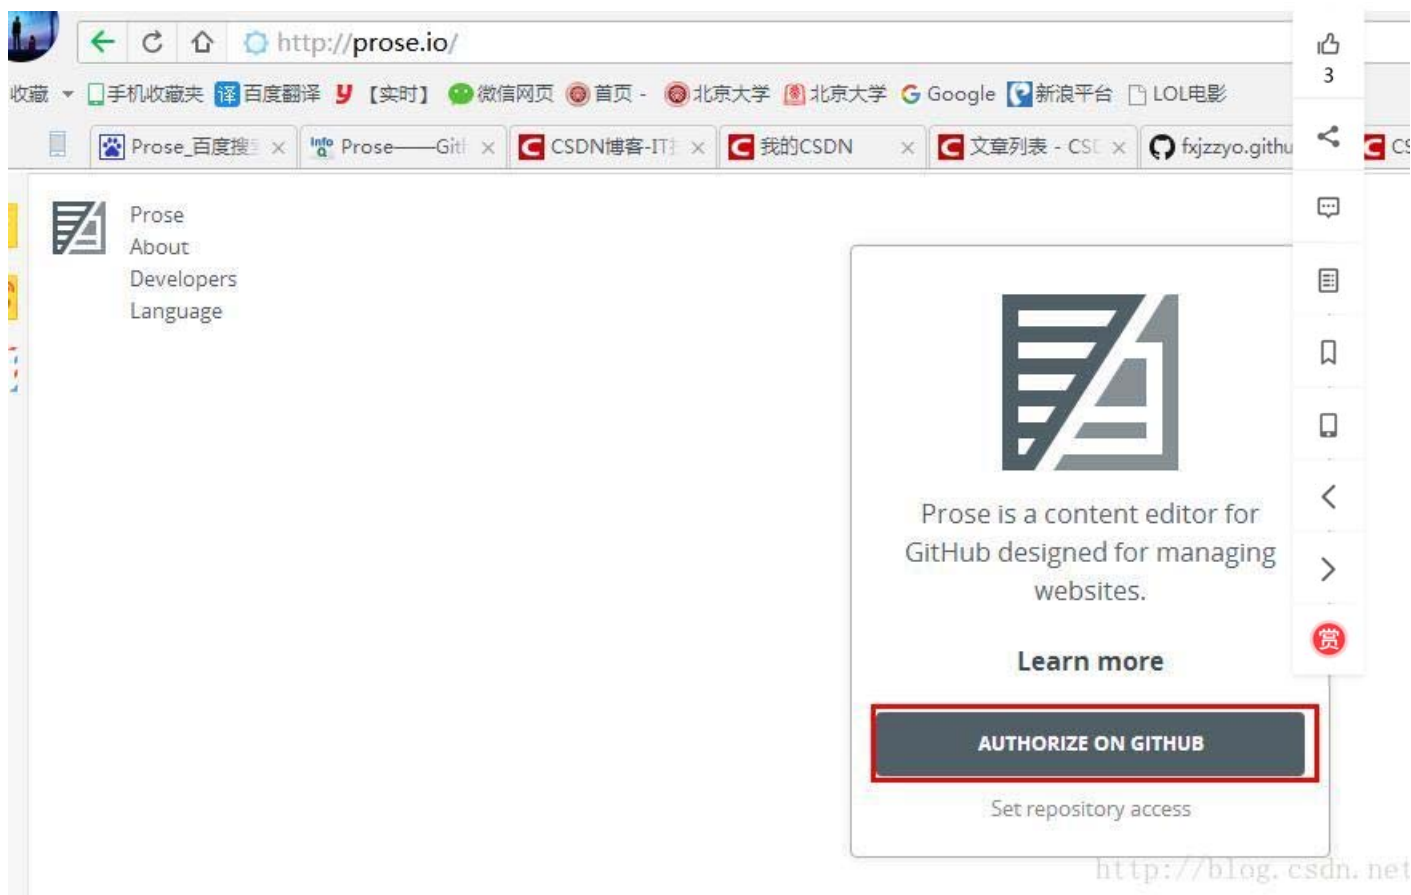 http://prose.io/
3
收藏 手机收藏夹 译 百度翻译 【实时】 微信网页 首页 - 北京大学 北京大学 Google 新浪平台 LOL电影
Prose_百度搜 Info Q Prose——Git CSDN博客-IT 我的CSDN 文章列表 - CSD fxjzzyo.githu CS
Prose
About
Developers
Language
Prose is a content editor for
GitHub designed for managing
websites.
赏
Learn more
AUTHORIZE ON GITHUB
Set repository access
http://blog.csdn.net